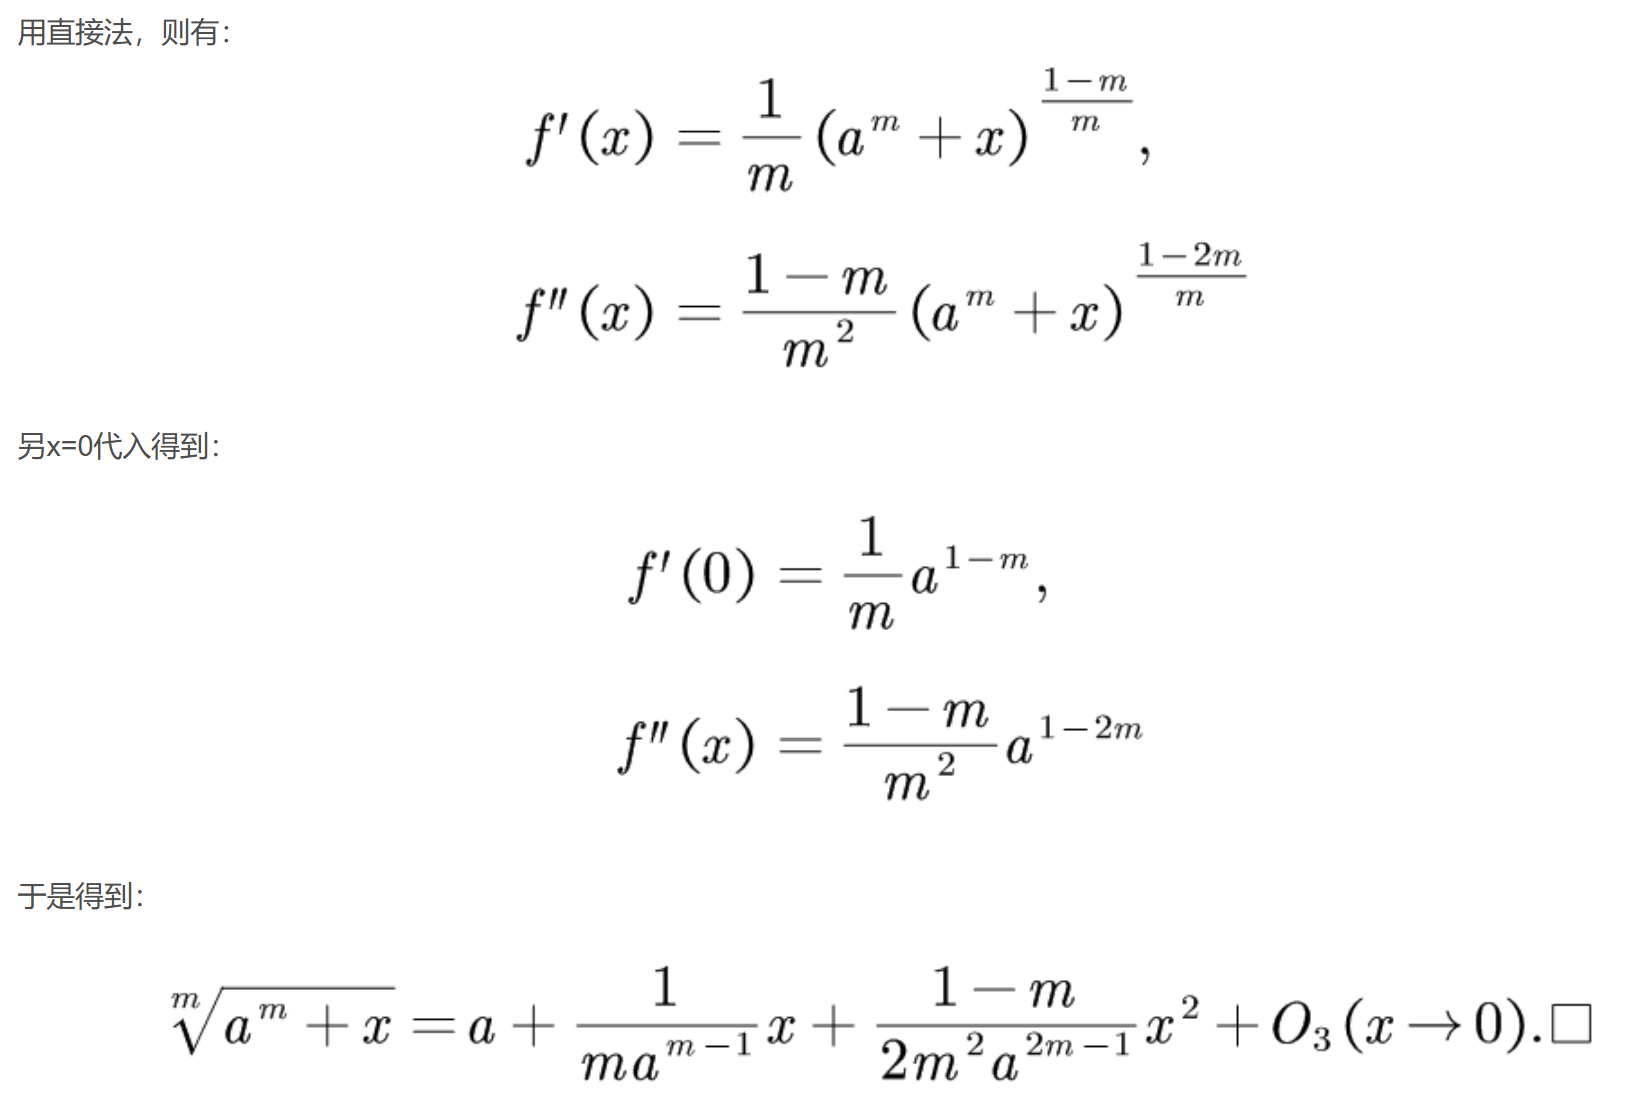 用直接法，则有：
f′(x) = \frac{1}{m}(a^m + x)^{\frac{1-m}{m}},
f″(x) = \frac{1-m}{m^2}(a^m + x)^{\frac{1-2m}{m}}
另x=0代入得到：
f′(0) = \frac{1}{m}a^{1-m},
f″(x) = \frac{1-m}{m^2}a^{1-2m}
于是得到：
\sqrt[m]{a^m + x} = a + \frac{1}{ma^{m-1}}x + \frac{1-m}{2m^2a^{2m-1}}x^2 + O_3(x→0).□